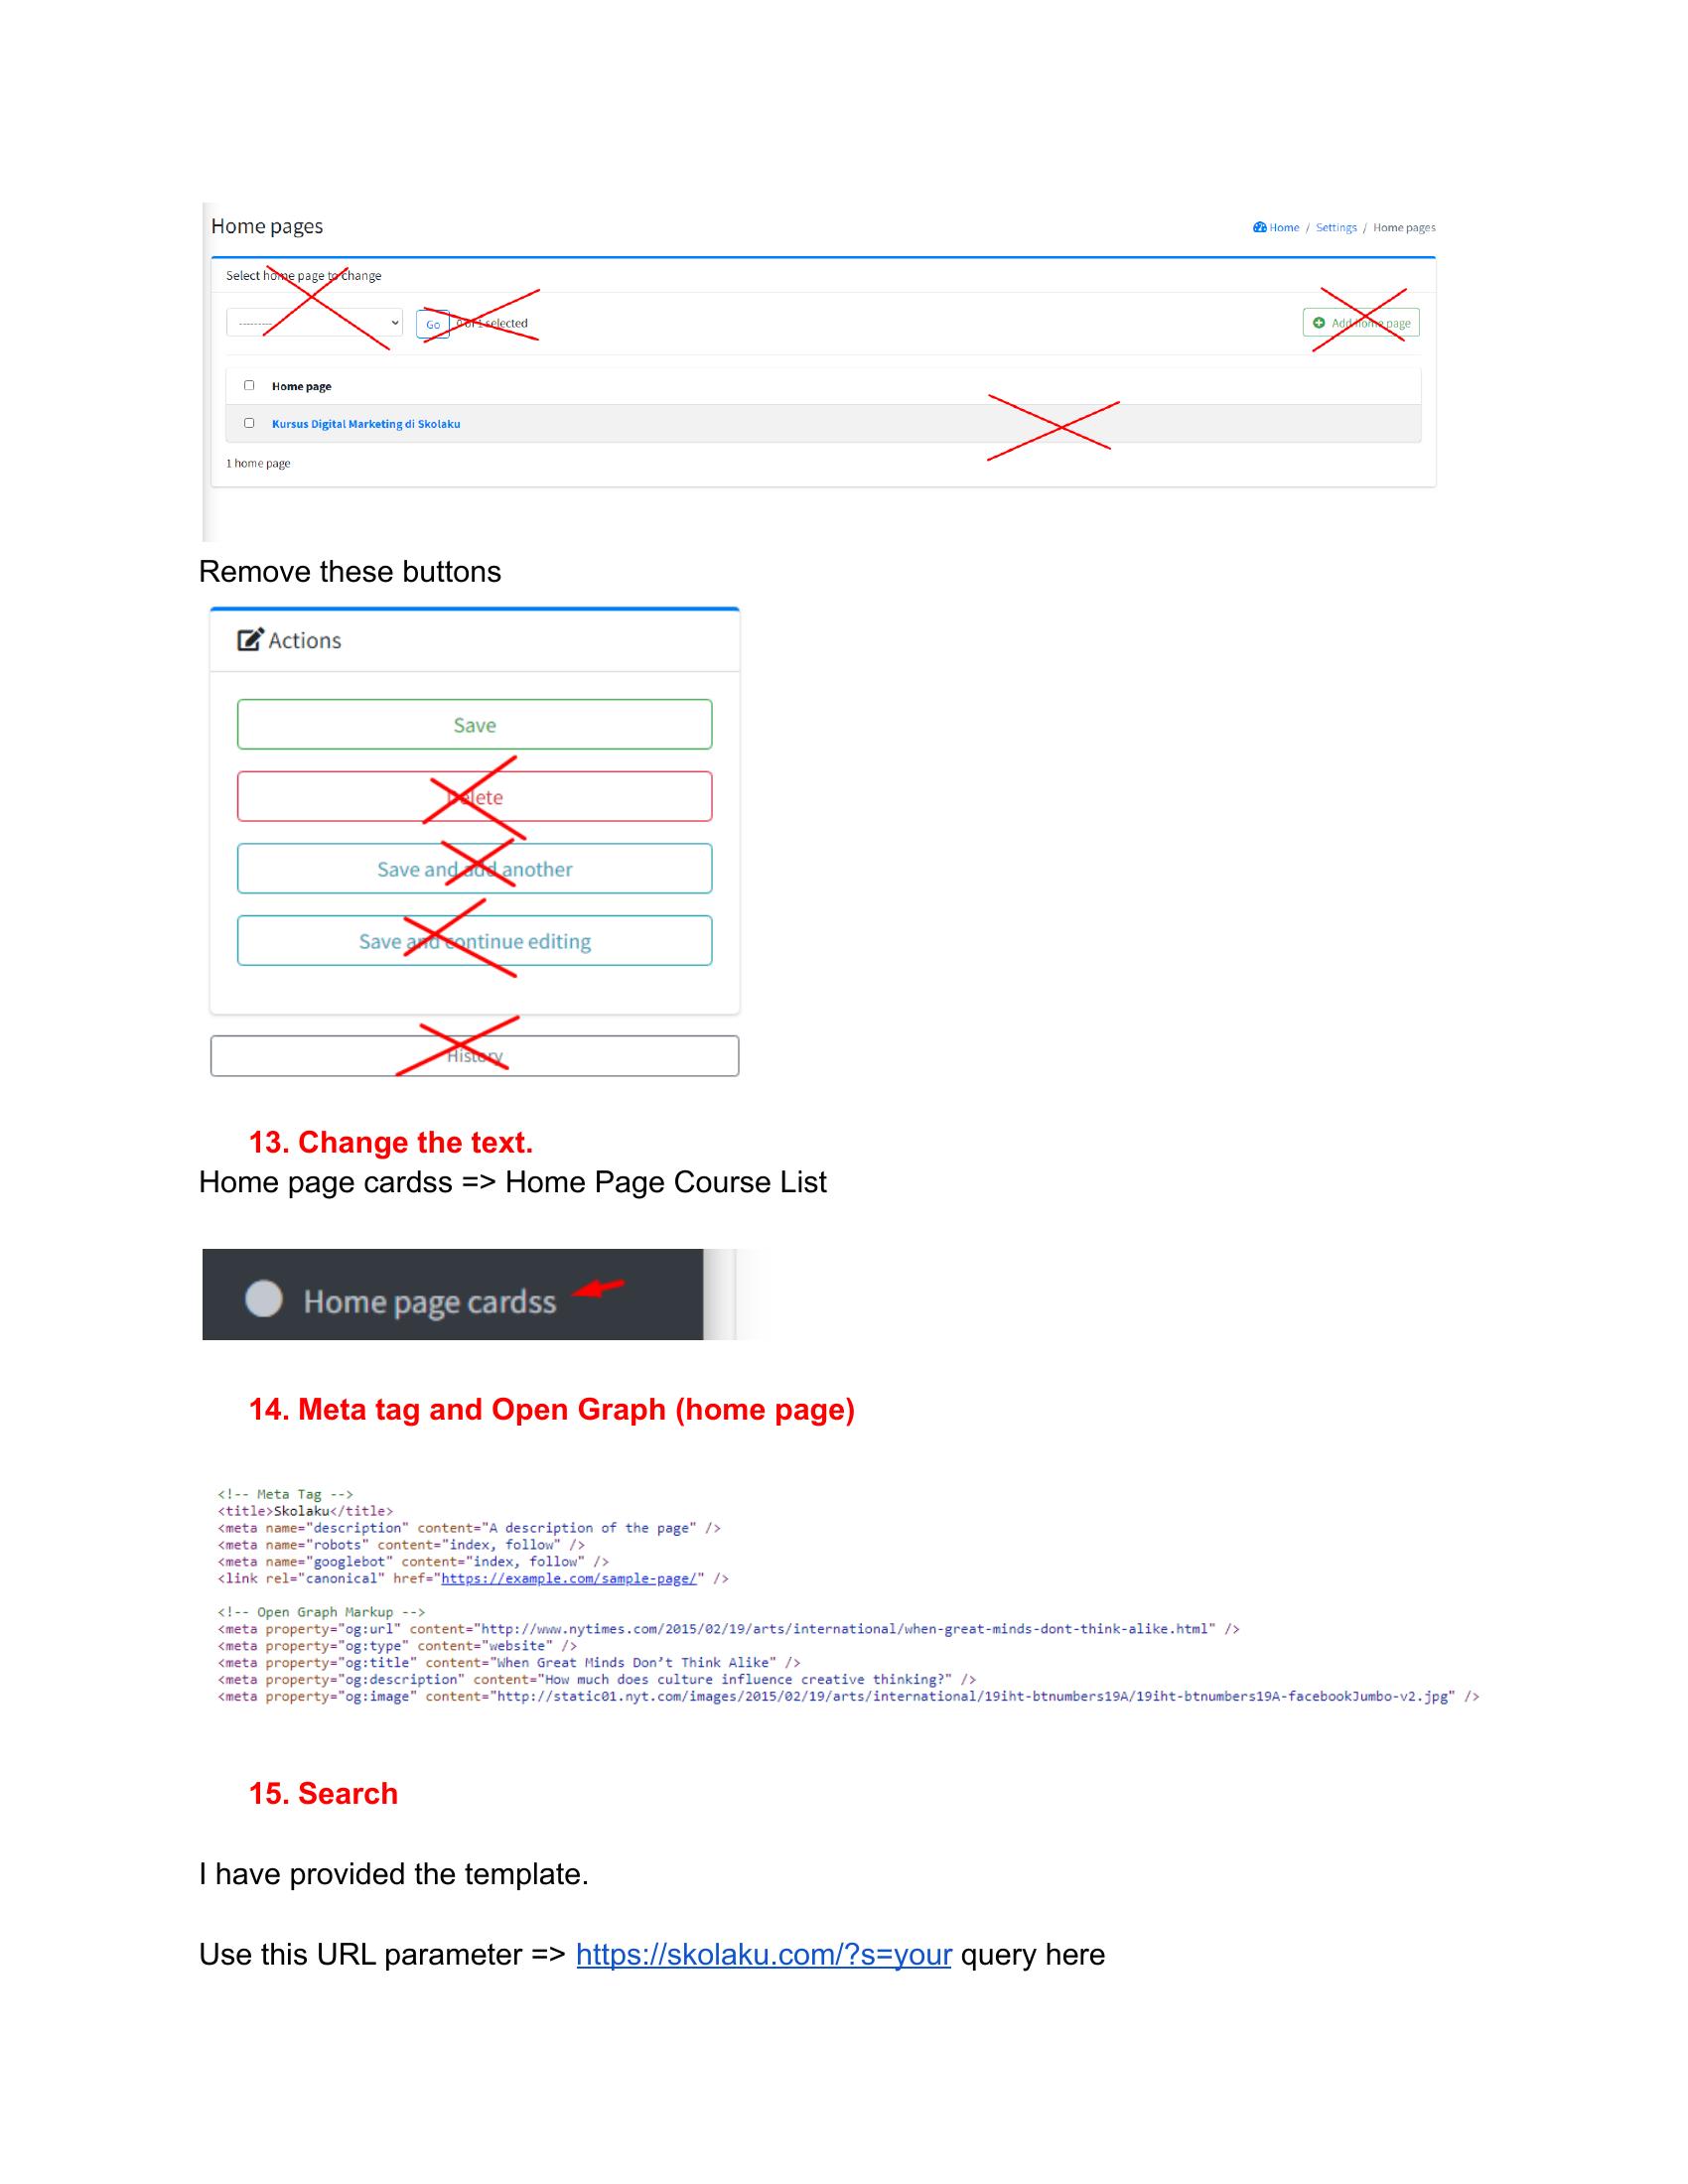 Home pages
Home / Settings / Home pages
Select home page to change
---------
Go 0 of 1 selected
Add home page
Home page
Kursus Digital Marketing di Skolaku
1 home page
Remove these buttons
Actions
Save
Delete
Save and add another
Save and continue editing
History
13. Change the text.
Home page cardss => Home Page Course List
Home page cardss
14. Meta tag and Open Graph (home page)
<!-- Meta Tag -->
<title>Skolaku</title>
<meta name="description" content="A description of the page" />
<meta name="robots" content="index, follow" />
<meta name="googlebot" content="index, follow" />
<link rel="canonical" href="https://example.com/sample-page/" />
<!-- Open Graph Markup -->
<meta property="og:url" content="http://www.nytimes.com/2015/02/19/arts/international/when-great-minds-dont-think-alike.html" />
<meta property="og:type" content="website" />
<meta property="og:title" content="When Great Minds Don’t Think Alike" />
<meta property="og:description" content="How much does culture influence creative thinking?" />
<meta property="og:image" content="http://static01.nyt.com/images/2015/02/19/arts/international/19iht-btnumbers19A/19iht-btnumbers19A-facebookJumbo-v2.jpg" />
15. Search
I have provided the template.
Use this URL parameter => https://skolaku.com/?s=your query here